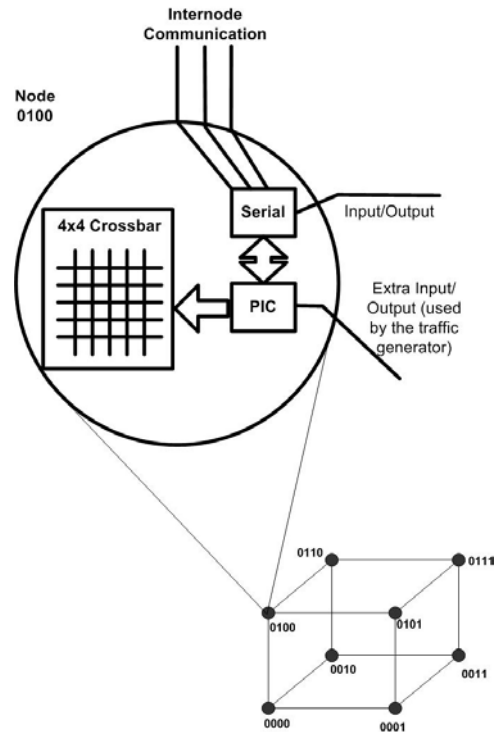 Internode
Communication
Node
0100
Serial
Input/Output
4x4 Crossbar
PIC
Extra Input/
Output (used
by the traffic
generator)
0110
0111
0100
0101
0010
0011
0000
0001